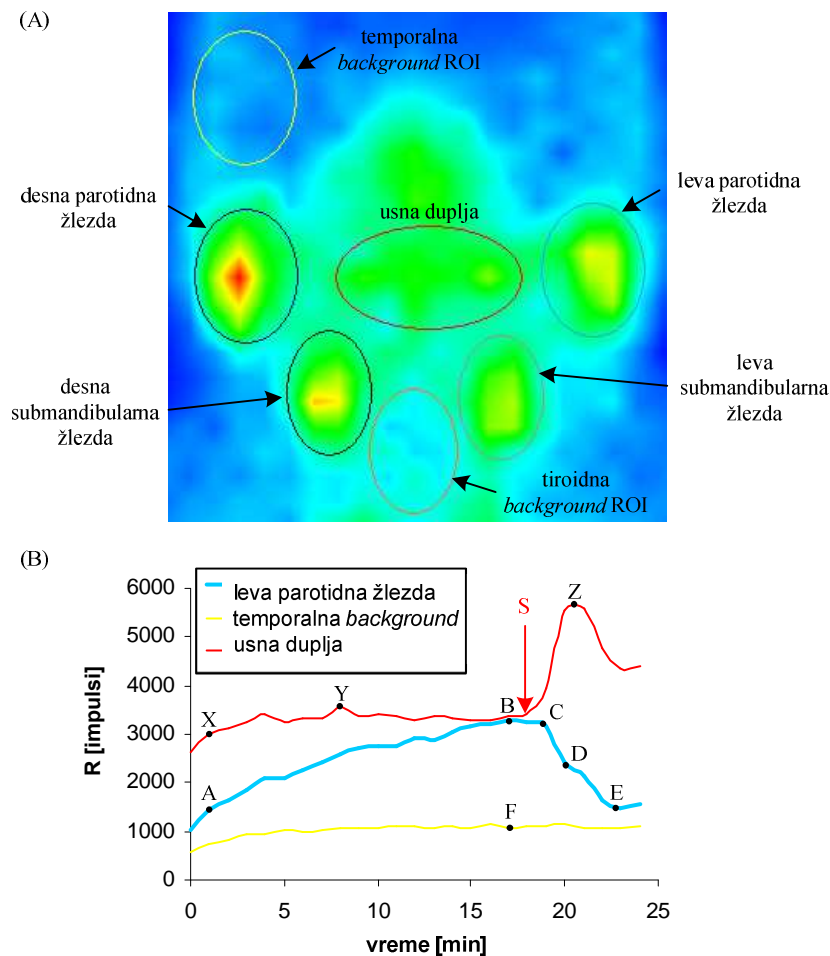 (A)
temporalna
background ROI
desna parotidna
žlezda
usna duplja
leva parotidna
žlezda
desna
submandibularna
žlezda
leva
submandibularna
žlezda
tiroidna
background ROI
(B)
R [impulsi]
6000
5000
4000
3000
2000
1000
0
leva parotidna žlezda
temporalna background
usna duplja
S
Z
X
Y
B
C
A
D
E
F
0
5
10
15
20
25
vreme [min]